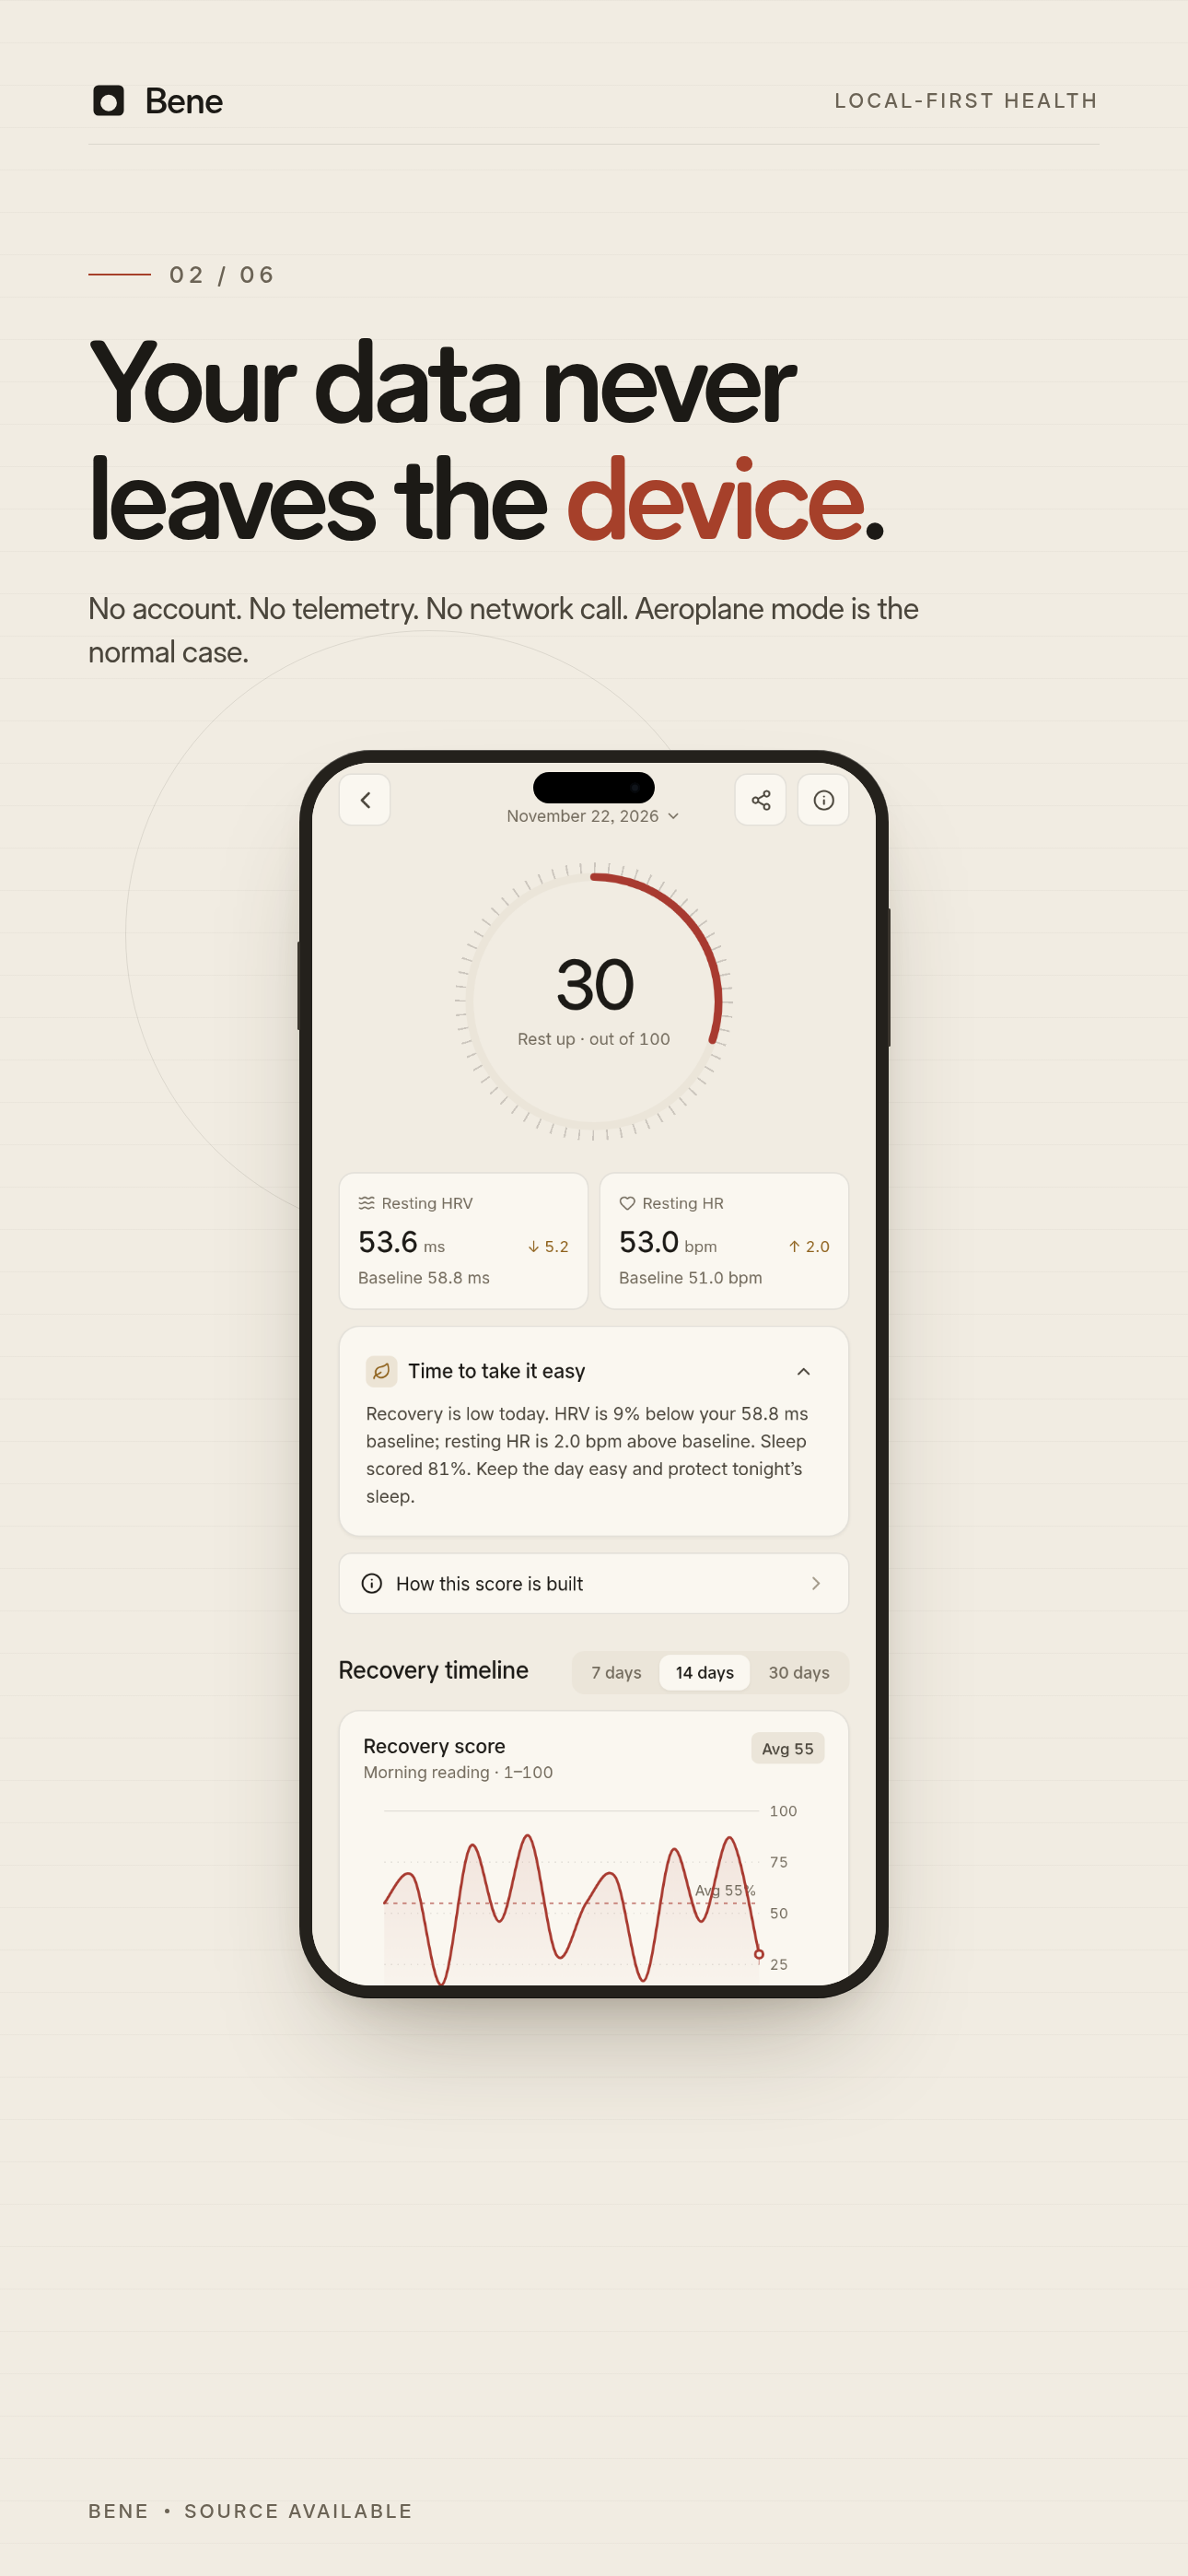 Bene
LOCAL-FIRST HEALTH
02 / 06
Your data never
leaves the device.
No account. No telemetry. No network call. Aeroplane mode is the
normal case.
November 22, 2026
30
Rest up · out of 100
Resting HRV
53.6 ms
↓ 5.2
Baseline 58.8 ms
Resting HR
53.0 bpm
↑ 2.0
Baseline 51.0 bpm
Time to take it easy
Recovery is low today. HRV is 9% below your 58.8 ms
baseline; resting HR is 2.0 bpm above baseline. Sleep
scored 81%. Keep the day easy and protect tonight’s
sleep.
How this score is built
Recovery timeline
7 days
14 days
30 days
Recovery score
Avg 55
Morning reading · 1–100
100
75
Avg 55%
50
25
BENE • SOURCE AVAILABLE